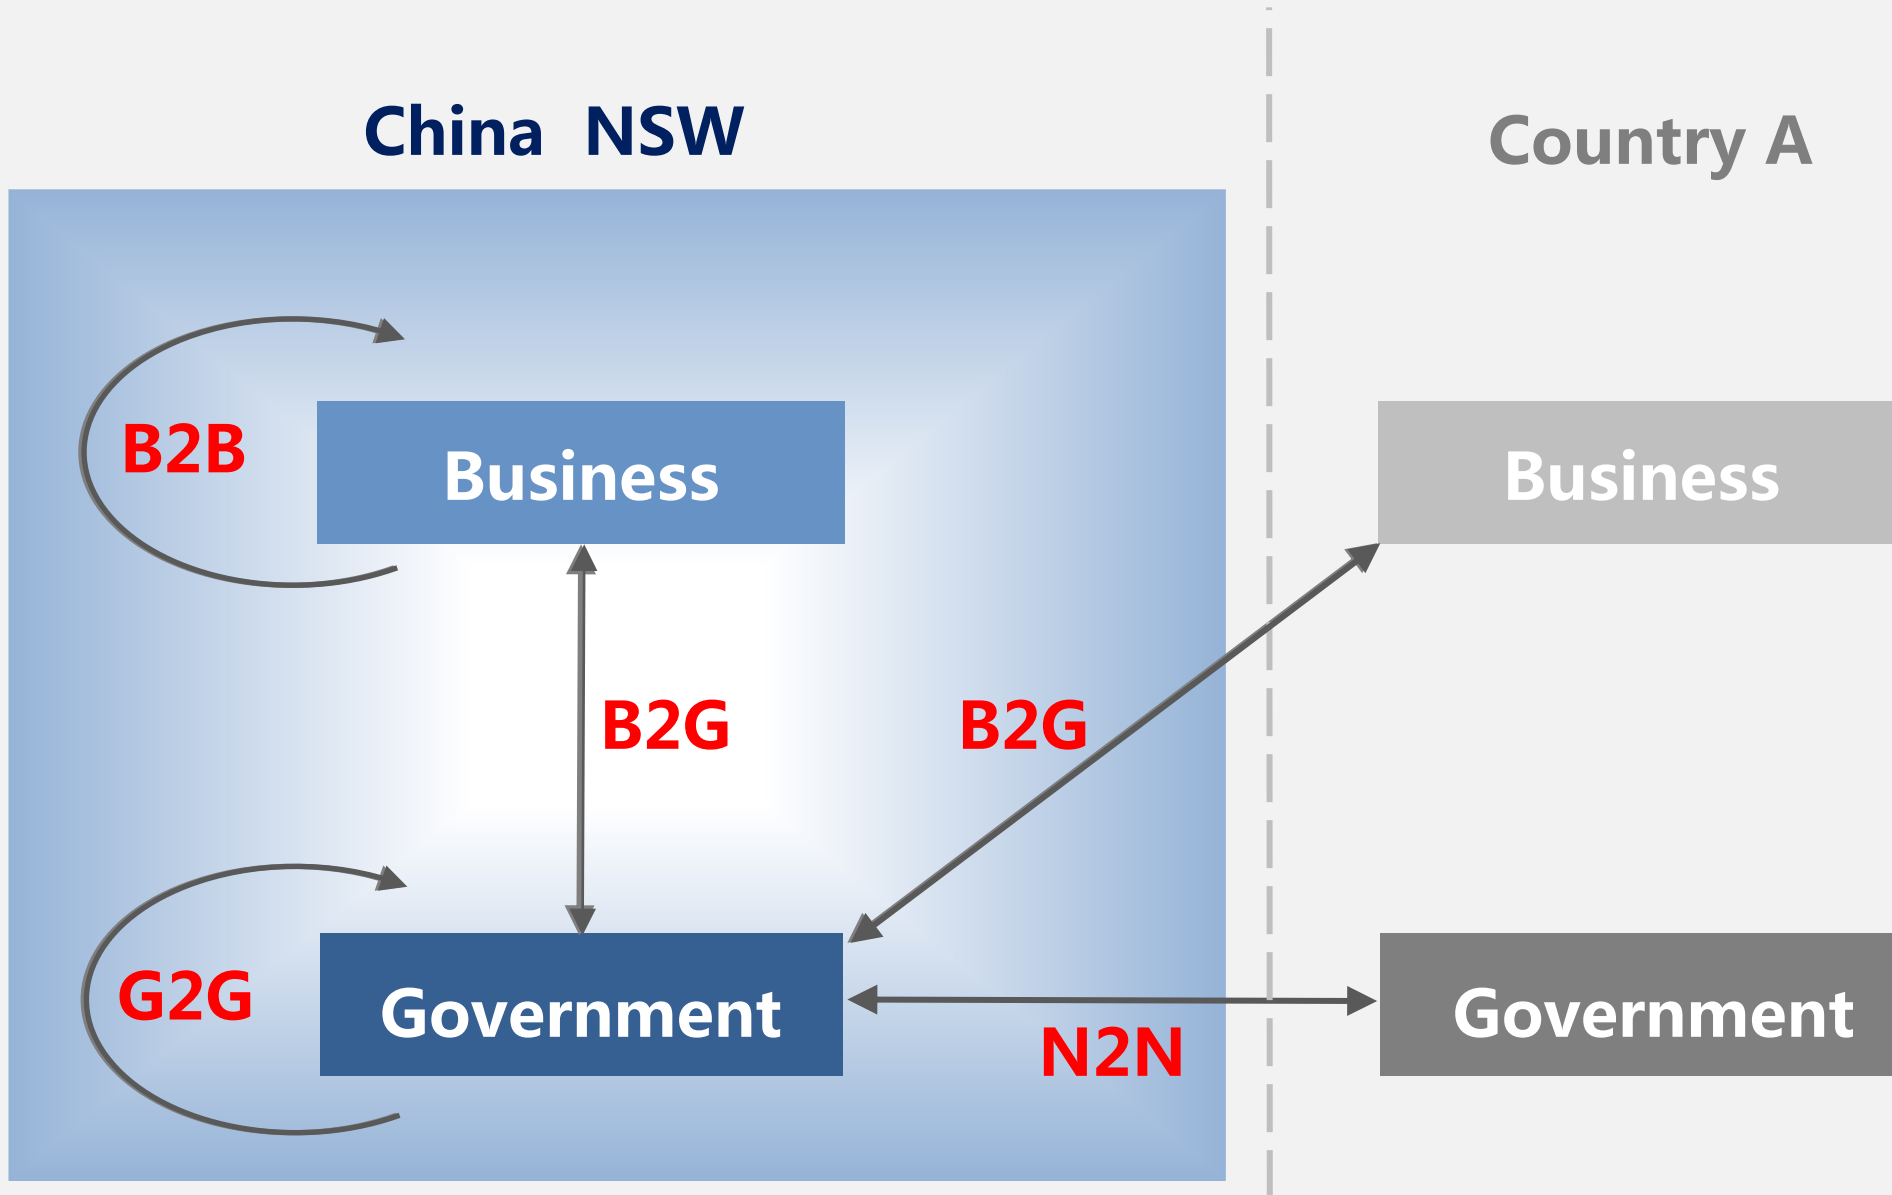 China NSW
Country A
B2B
Business
Business
B2G
B2G
G2G
Government
Government
N2N